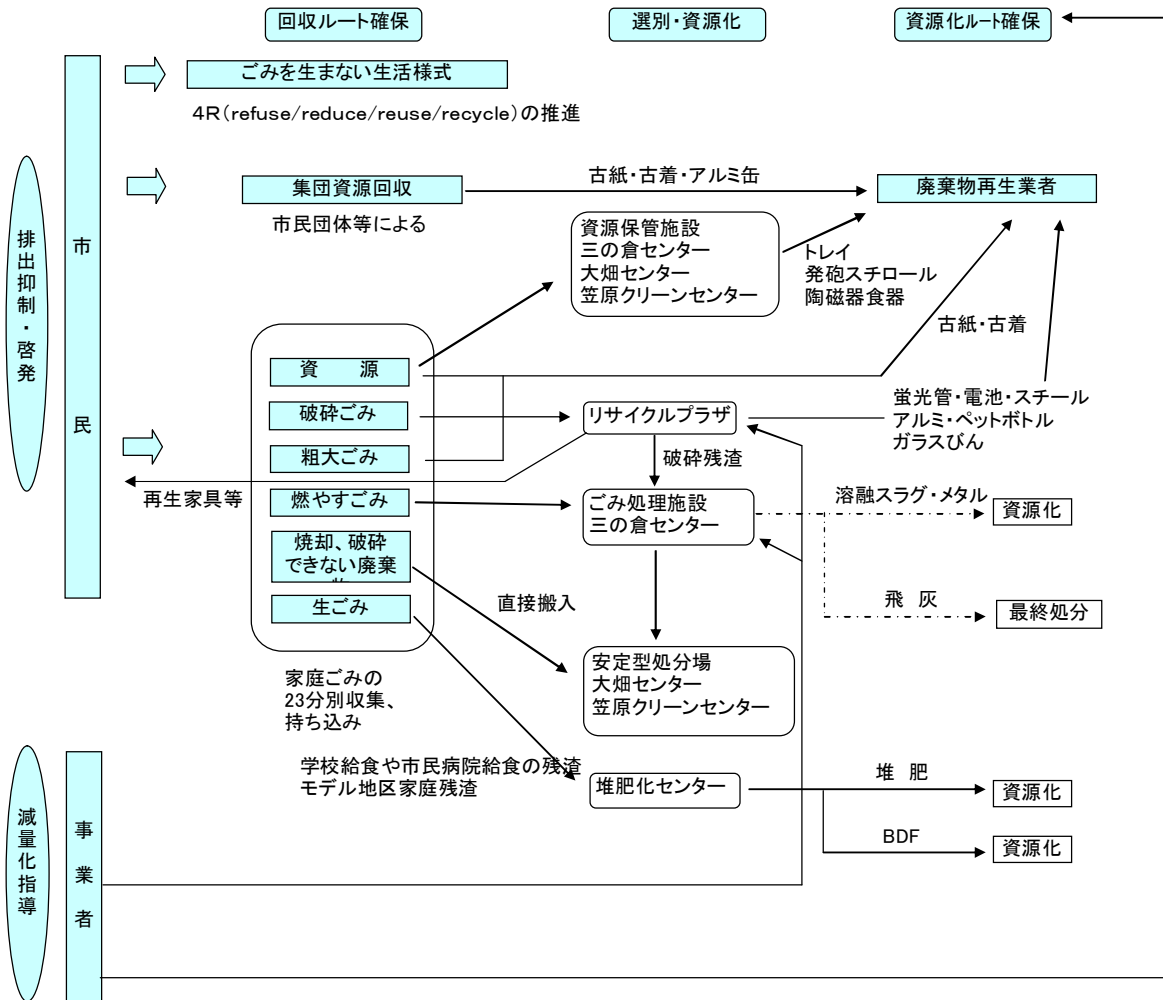 回収ルート確保
選別・資源化
資源化ルート確保
ごみを生まない生活様式
4R（refuse/reduce/reuse/recycle）の推進
排出抑制・啓発
市民
集団資源回収
市民団体等による
古紙・古着・アルミ缶
廃棄物再生業者
資源保管施設
三の倉センター
大畑センター
笠原クリーンセンター
トレイ
発砲スチロール
陶磁器食器
古紙・古着
資　源
破砕ごみ
粗大ごみ
燃やすごみ
焼却、破砕
できない廃棄
生ごみ
リサイクルプラザ
蛍光管・電池・スチール
アルミ・ペットボトル
ガラスびん
破砕残渣
再生家具等
ごみ処理施設
三の倉センター
溶融スラグ・メタル
資源化
飛　灰
最終処分
直接搬入
安定型処分場
大畑センター
笠原クリーンセンター
家庭ごみの
23分別収集、
持ち込み
学校給食や市民病院給食の残渣
モデル地区家庭残渣
堆肥化センター
堆　肥
資源化
BDF
資源化
減量化指導
事業者